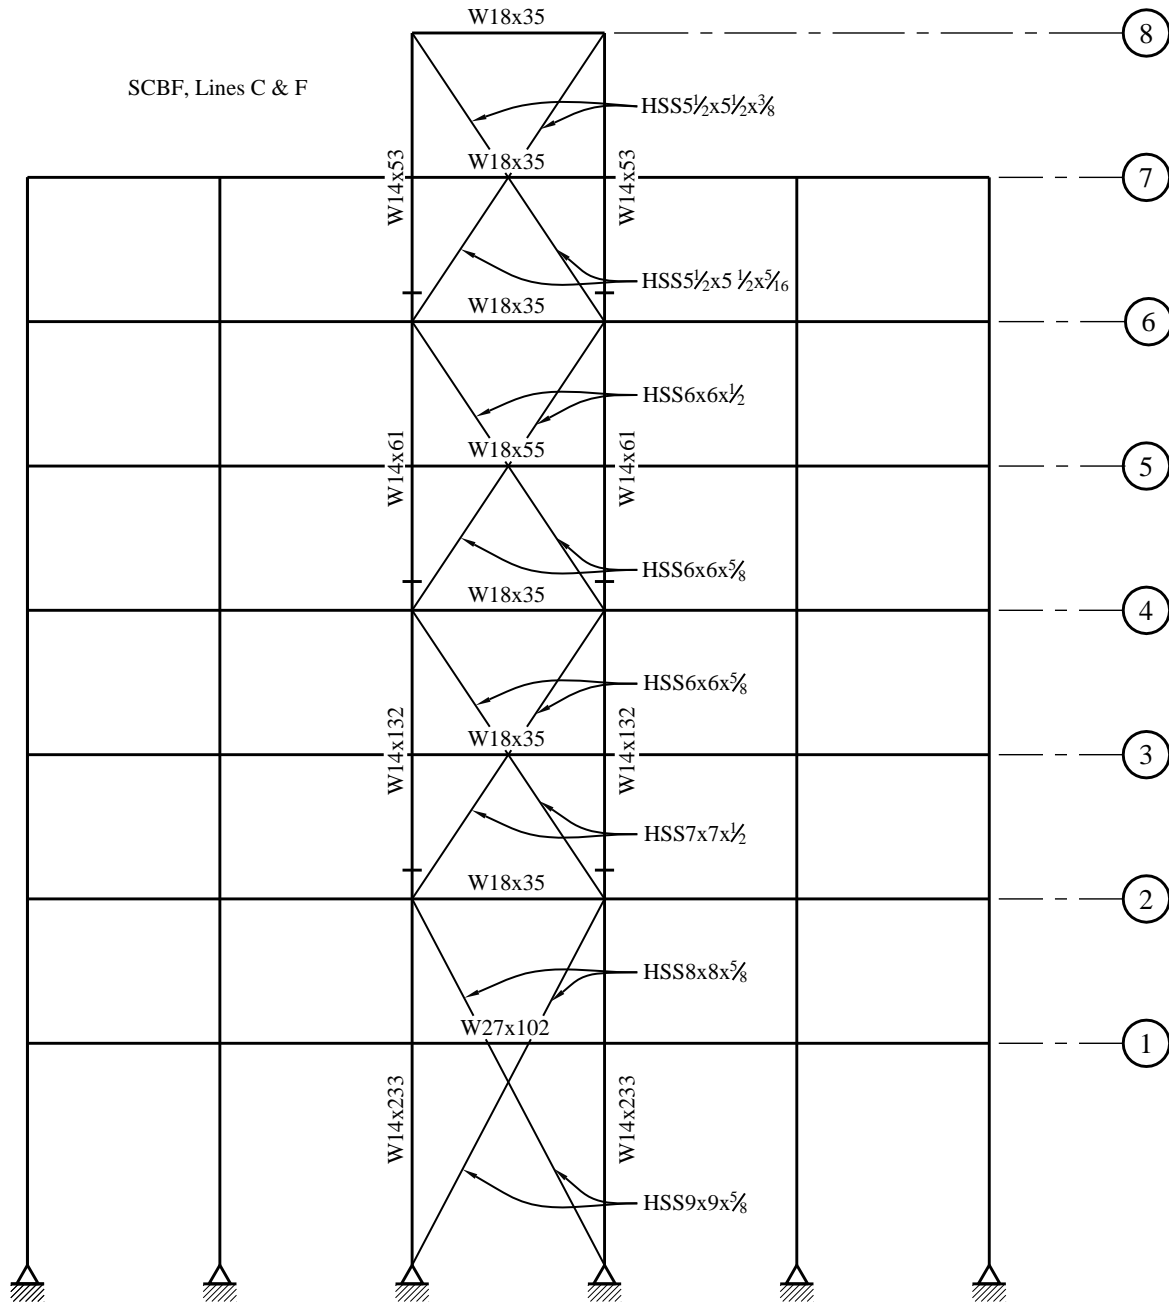 W18x35
8
SCBF, Lines C & F
HSS5½x5½x⅜
W14x53
W18x35
W14x53
7
HSS5½x5 ½x5⁄16
W18x35
6
HSS6x6x½
W14x61
W18x55
W14x61
5
HSS6x6x⅝
W18x35
4
HSS6x6x⅝
W14x132
W18x35
W14x132
3
HSS7x7x½
W18x35
2
HSS8x8x⅝
W27x102
1
W14x233
W14x233
HSS9x9x⅝